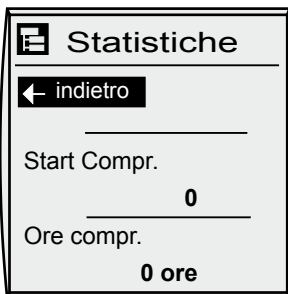 Statistiche
indietro
Start Compr.
0
Ore compr.
0 ore